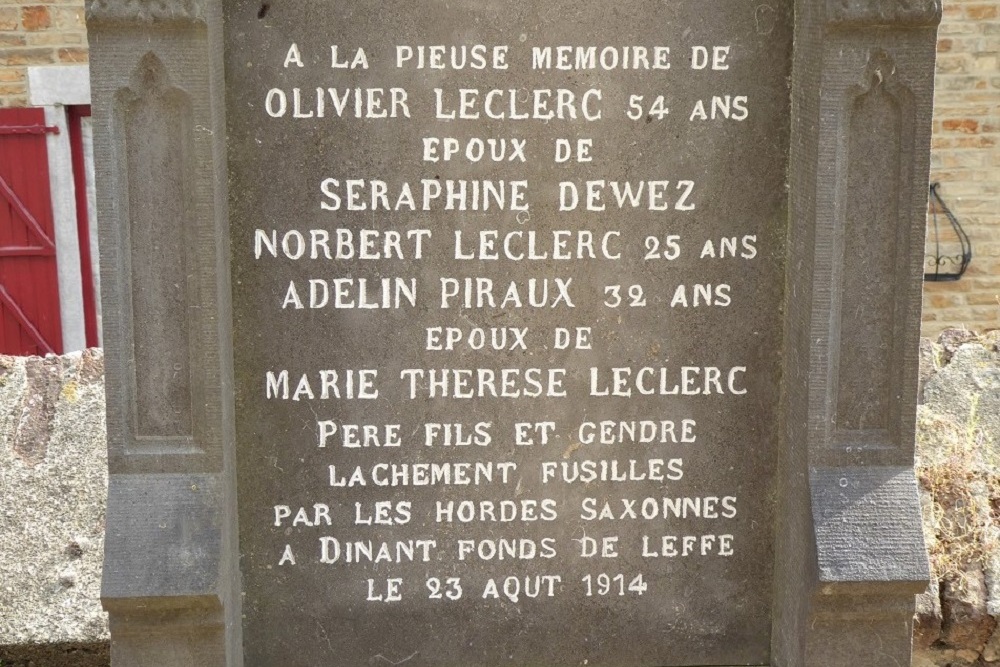 A LA PIEUSE MEMOIRE DE
OLIVIER LECLERC 54 ANS
EPOUX DE
SERAPHINE DEWEZ
NORBERT LECLERC 25 ANS
ADELIN PIRAUX 32 ANS
EPOUX DE
MARIE THERESE LECLERC
PERE FILS ET GENDRE
LACHEMENT FUSILLES
PAR LES HORDES SAXONNES
A DINANT FONDS DE LEFFE
LE 23 AOUT 1914